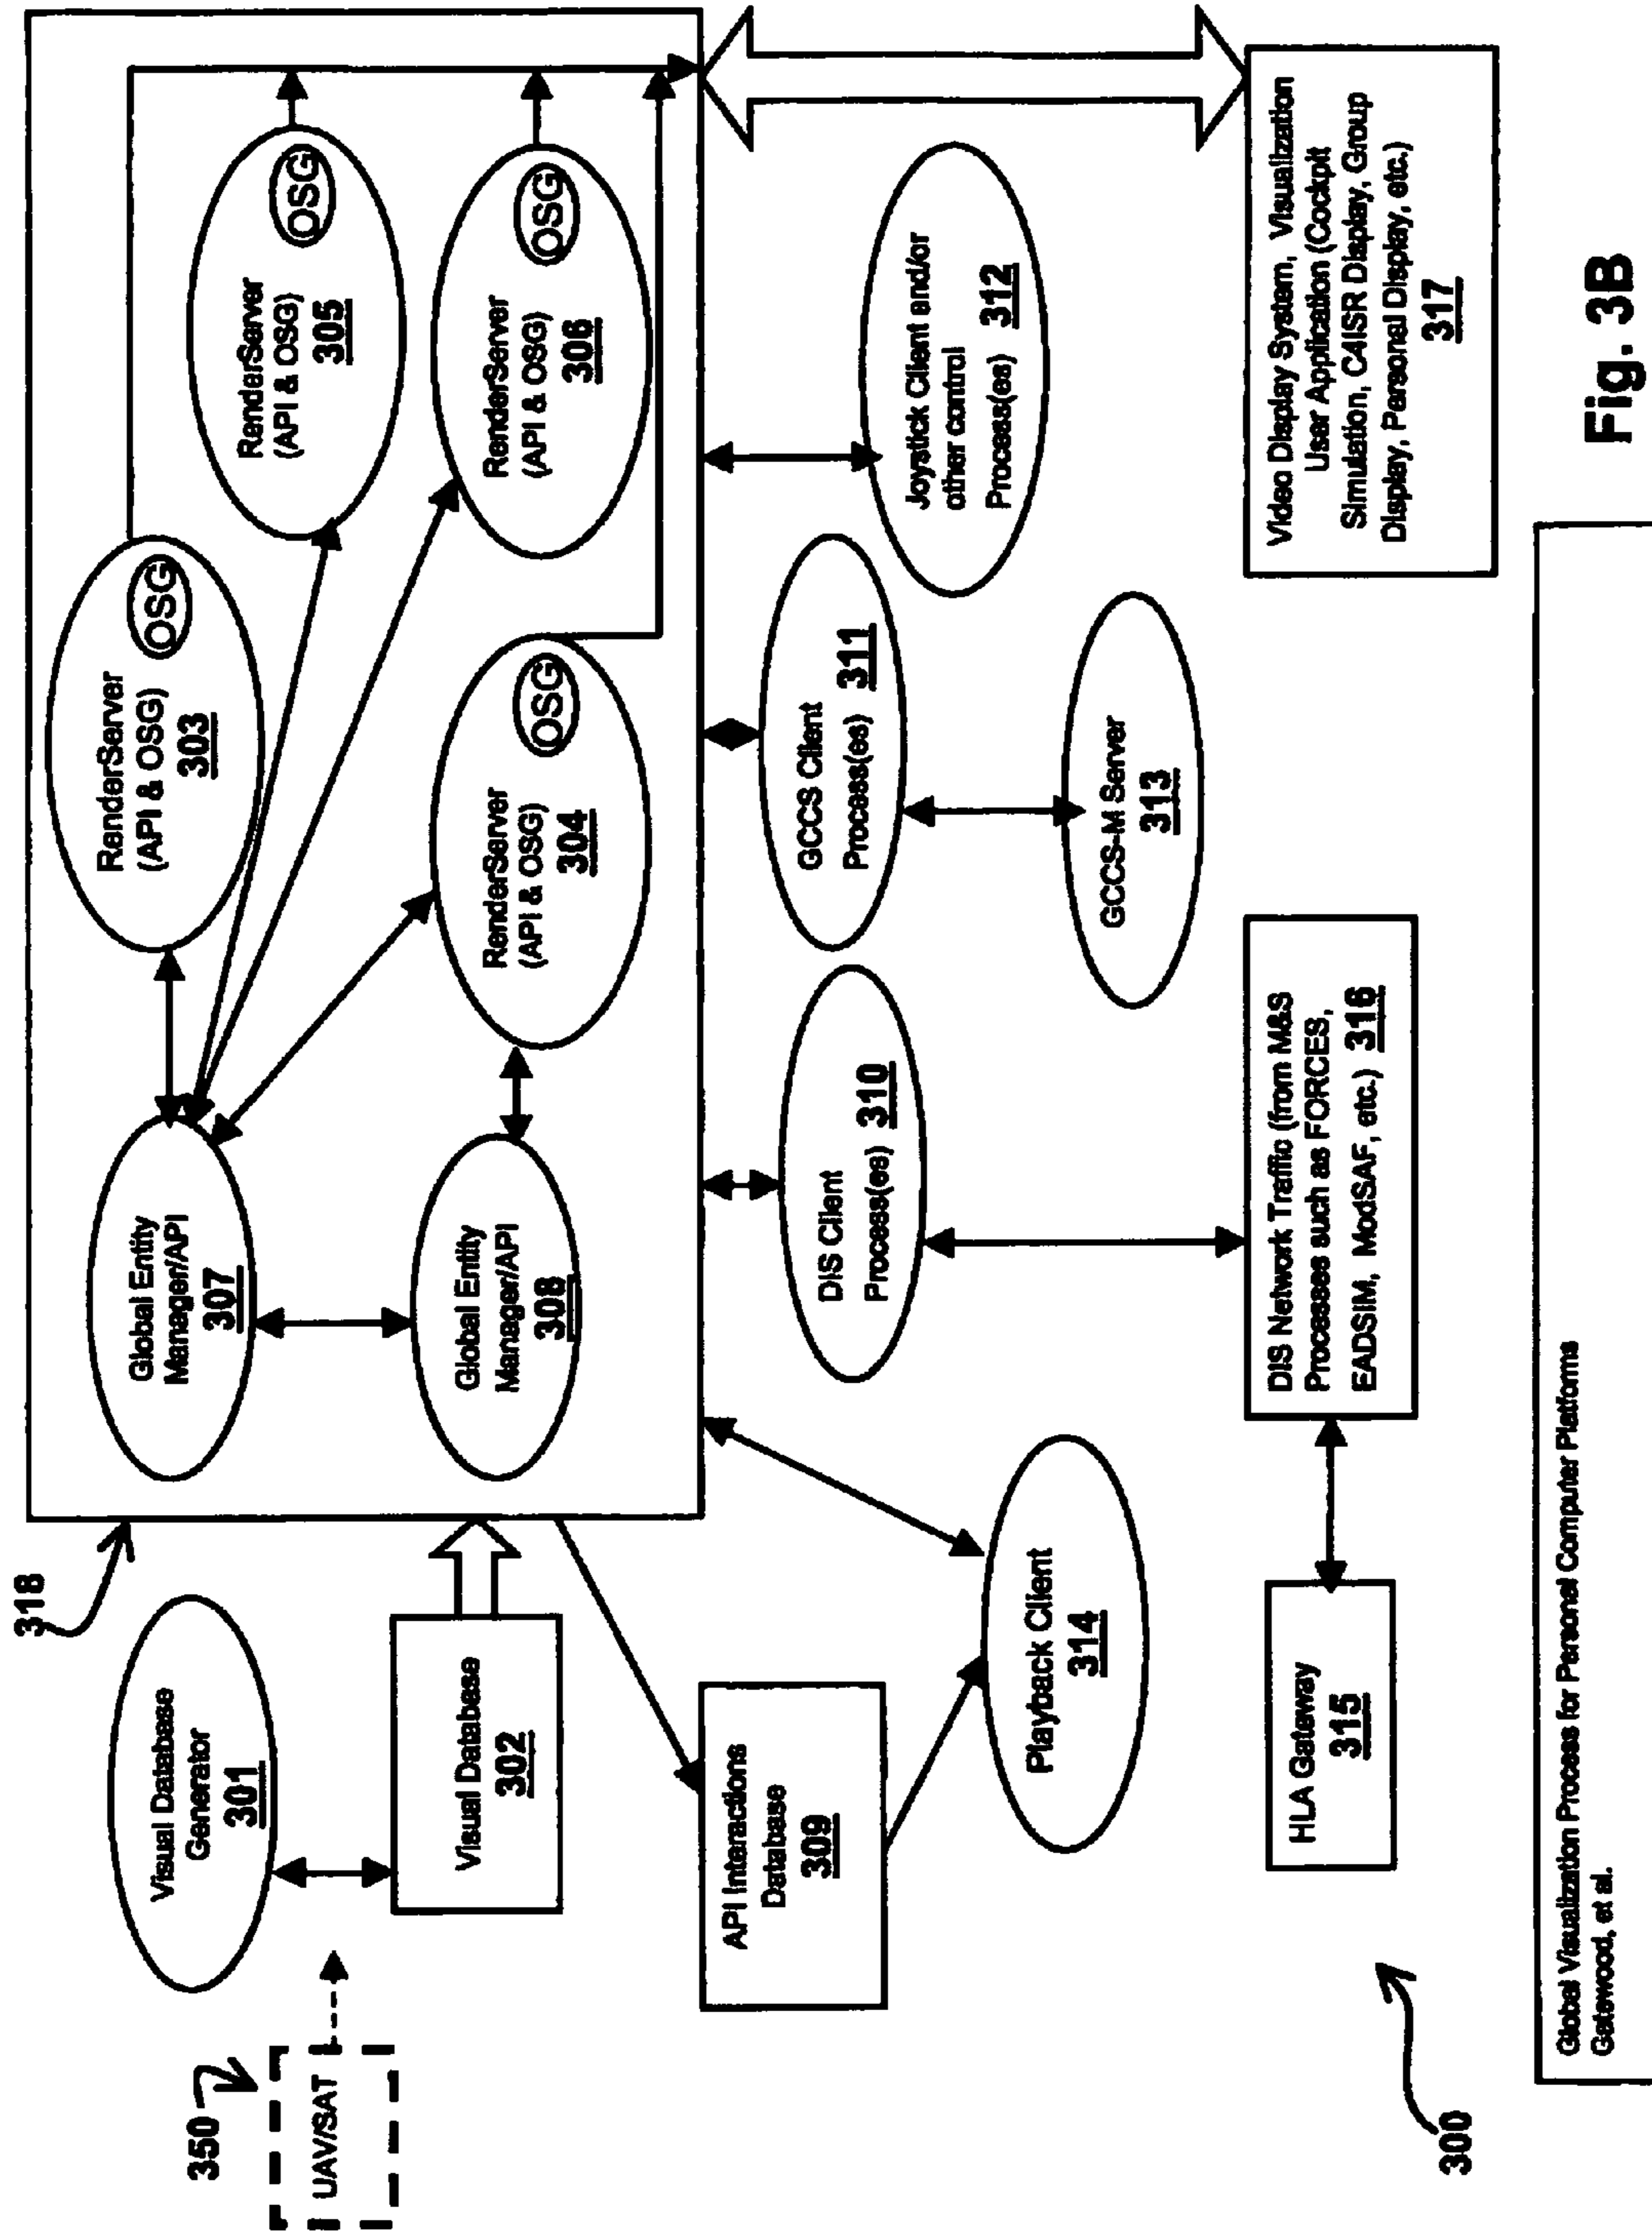 350
UAV/SAT
Visual Database
Generator
301
Visual Database
302
318
Global Entity
Manager/API
307
Global Entity
Manager/API
308
RenderServer
(API & OSG)
303
OSG
RenderServer
(API & OSG)
304
OSG
RenderServer
(API & OSG)
305
OSG
RenderServer
(API & OSG)
306
OSG
API Interactions
Database
309
Playback Client
314
DIS Client
Process(es) 310
GCCS Client
Process(es) 311
GCCS-M Server
313
Joystick Client end/or
other control
Process(es) 312
HLA Gateway
315
DIS Network Traffic (from M&S
Processes such as FORCES,
EADSIM, ModSAF, etc.) 316
Video Display System, Visualization
User Application (Cockpit
Simulation, C4ISR Display, Group
Display, Personal Display, etc.)
317
300
Global Visualization Process for Personal Computer Platforms
Gatewood, et al.
Fig. 3B